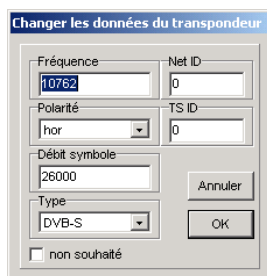 Changer les données du transpondeur
Fréquence
Net ID
10762
0
Polarité
TS ID
hor
0
Débit symbole
26000
Annuler
Type
DVB-S
OK
non souhaité